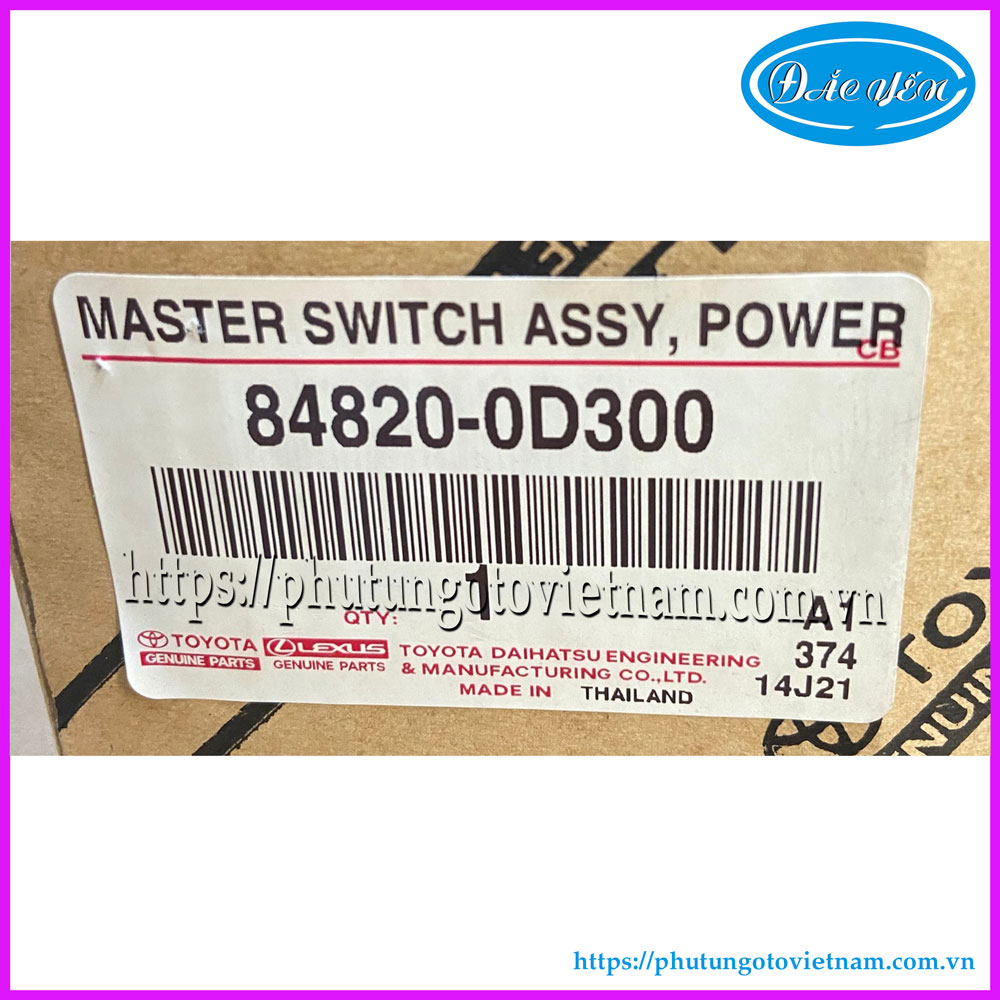 ĐẮC YẾN
MASTER SWITCH ASSY, POWER
CB
84820-0D300
https://phutungotovietnam.com.vn
QTY: 1
A1
TOYOTA
GENUINE PARTS
LEXUS
GENUINE PARTS
TOYOTA DAIHATSU ENGINEERING
& MANUFACTURING CO.,LTD.
MADE IN THAILAND
374
14J21
https://phutungotovietnam.com.vn